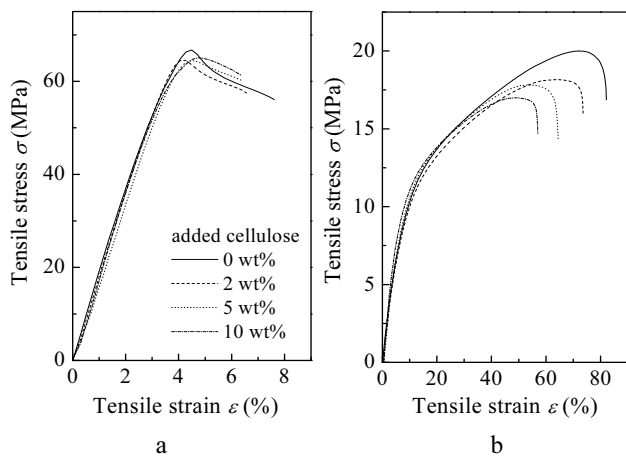 60
40
20
0
Tensile stress σ (MPa)
added cellulose
0 wt%
2 wt%
5 wt%
10 wt%
0 2 4 6 8
Tensile strain ε (%)
a
20
15
10
5
0
Tensile stress σ (MPa)
0 20 40 60 80
Tensile strain ε (%)
b